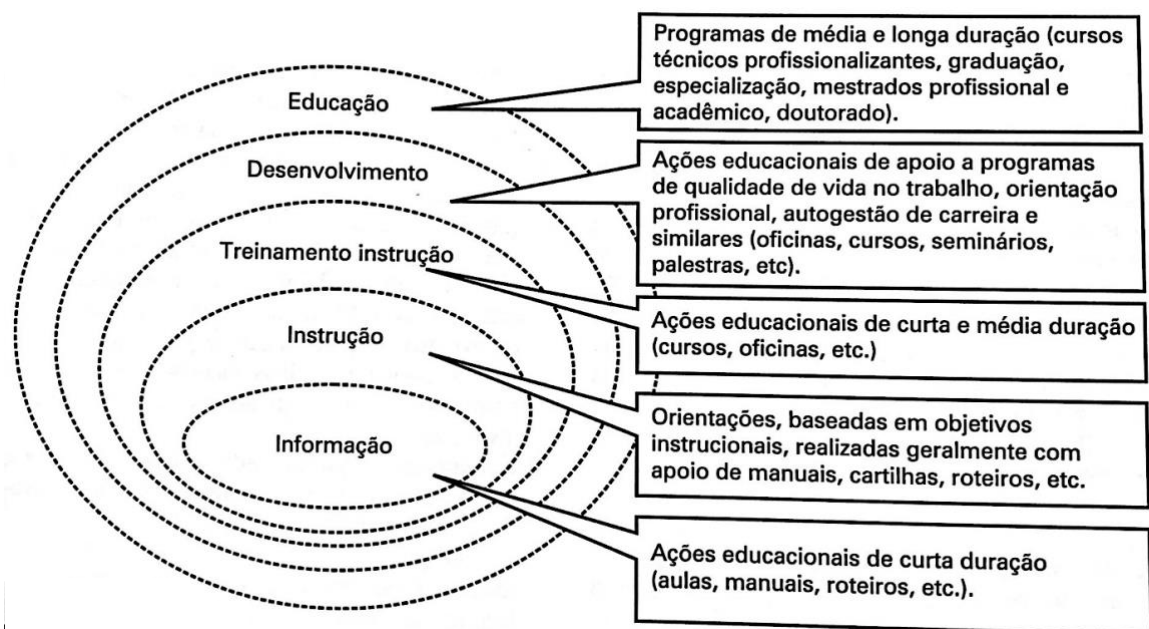 Educação
Programas de média e longa duração (cursos
técnicos profissionalizantes, graduação,
especialização, mestrados profissional e
acadêmico, doutorado).
Desenvolvimento
Ações educacionais de apoio a programas
de qualidade de vida no trabalho, orientação
profissional, autogestão de carreira e
similares (oficinas, cursos, seminários,
palestras, etc).
Treinamento instrução
Ações educacionais de curta e média duração
(cursos, oficinas, etc.)
Instrução
Orientações, baseadas em objetivos
instrucionais, realizadas geralmente com
apoio de manuais, cartilhas, roteiros, etc.
Informação
Ações educacionais de curta duração
(aulas, manuais, roteiros, etc.).